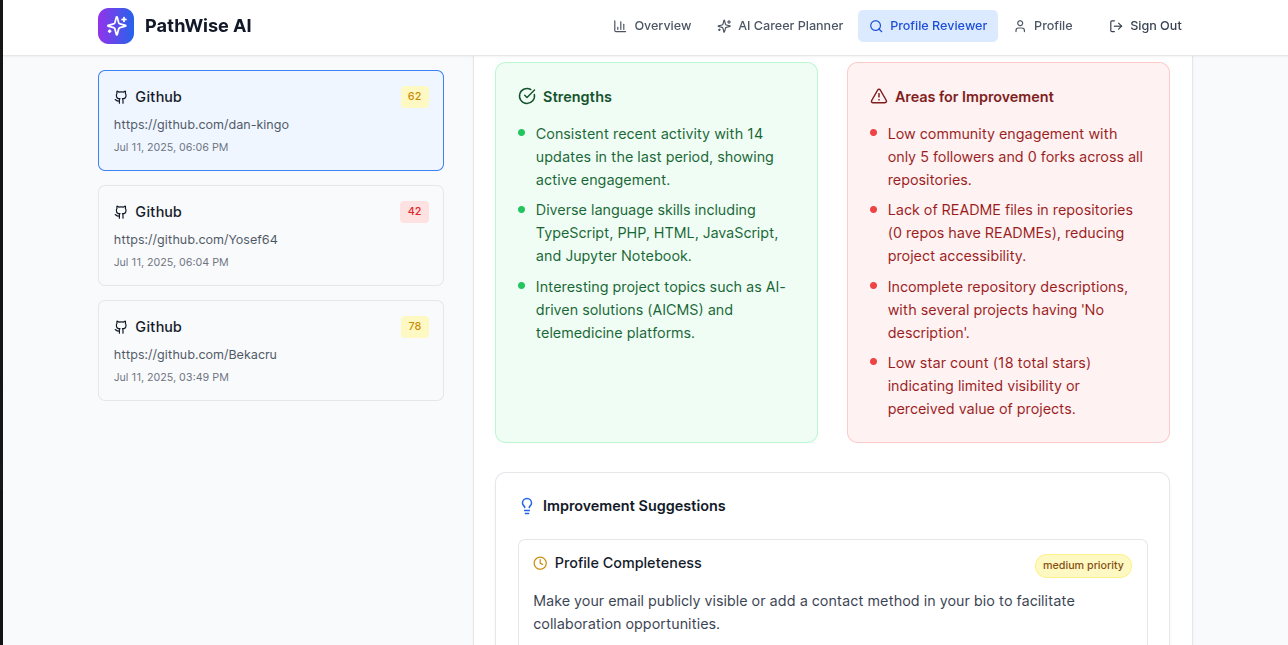 PathWise AI
Overview
AI Career Planner
Profile Reviewer
Profile
Sign Out
Github
62
https://github.com/dan-kingo
Jul 11, 2025, 06:06 PM
Github
42
https://github.com/Yosef64
Jul 11, 2025, 06:04 PM
Github
78
https://github.com/Bekacru
Jul 11, 2025, 03:49 PM
Strengths
Consistent recent activity with 14
updates in the last period, showing
active engagement.
Diverse language skills including
TypeScript, PHP, HTML, JavaScript,
and Jupyter Notebook.
Interesting project topics such as AI-
driven solutions (AICMS) and
telemedicine platforms.
Areas for Improvement
Low community engagement with
only 5 followers and 0 forks across all
repositories.
Lack of README files in repositories
(0 repos have READMEs), reducing
project accessibility.
Incomplete repository descriptions,
with several projects having 'No
description'.
Low star count (18 total stars)
indicating limited visibility or
perceived value of projects.
Improvement Suggestions
Profile Completeness
medium priority
Make your email publicly visible or add a contact method in your bio to facilitate
collaboration opportunities.